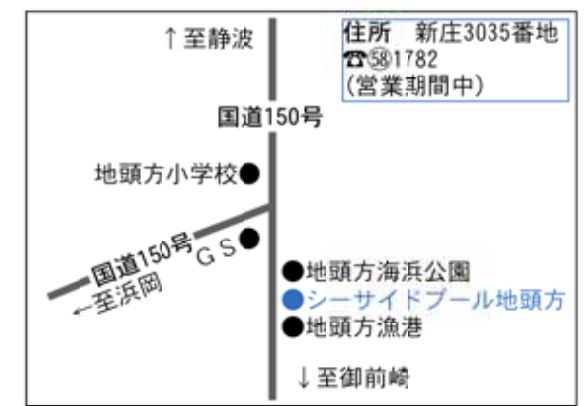 ↑至静波
住所　新庄3035番地
☎㊽1782
(営業期間中)
国道150号
地頭方小学校●
国道150号
GS●
←至浜岡
●地頭方海浜公園
●シーサイドプール地頭方
●地頭方漁港
↓至御前崎